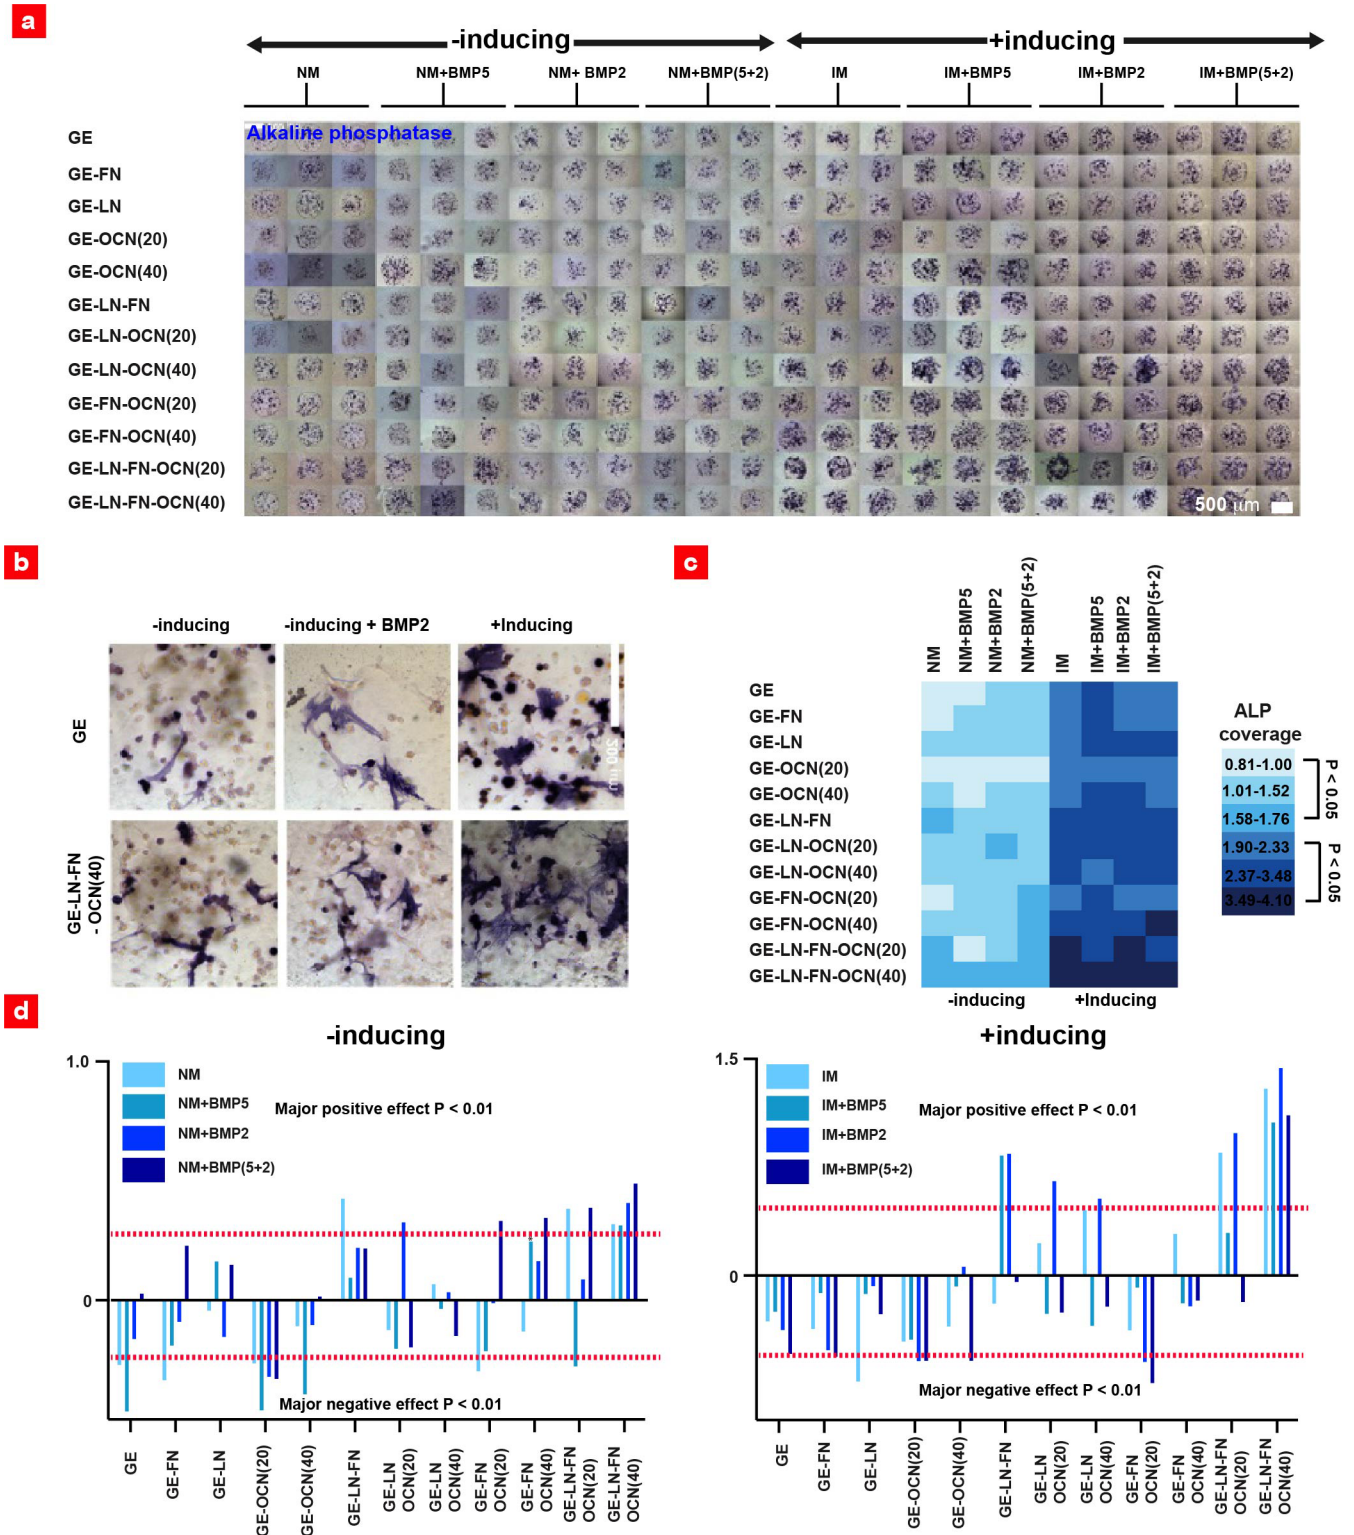 a
-inducing +inducing
NM NM+BMP5 NM+ BMP2 NM+BMP(5+2) IM IM+BMP5 IM+BMP2 IM+BMP(5+2)
Alkaline phosphatase
GE
GE-FN
GE-LN
GE-OCN(20)
GE-OCN(40)
GE-LN-FN
GE-LN-OCN(20)
GE-LN-OCN(40)
GE-FN-OCN(20)
GE-FN-OCN(40)
GE-LN-FN-OCN(20)
GE-LN-FN-OCN(40)
500 µm
b
-inducing -inducing + BMP2 +Inducing
GE
200 µm
GE-LN-FN
- OCN(40)
c
NM
NM+BMP5
NM+BMP2
NM+BMP(5+2)
IM
IM+BMP5
IM+BMP2
IM+BMP(5+2)
GE
GE-FN
GE-LN
GE-OCN(20)
GE-OCN(40)
GE-LN-FN
GE-LN-OCN(20)
GE-LN-OCN(40)
GE-FN-OCN(20)
GE-FN-OCN(40)
GE-LN-FN-OCN(20)
GE-LN-FN-OCN(40)
-inducing +Inducing
ALP
coverage
0.81-1.00
1.01-1.52
1.58-1.76
1.90-2.33
2.37-3.48
3.49-4.10
P < 0.05
P < 0.05
d
-inducing
1.0
0
NM
NM+BMP5
NM+BMP2
NM+BMP(5+2)
Major positive effect P < 0.01
Major negative effect P < 0.01
GE
GE-FN
GE-LN
GE-OCN(20)
GE-OCN(40)
GE-LN-FN
GE-LN
OCN(20)
GE-LN
OCN(40)
GE-FN
OCN(20)
GE-FN
OCN(40)
GE-LN-FN
OCN(20)
GE-LN-FN
OCN(40)
+inducing
1.5
0
IM
IM+BMP5
IM+BMP2
IM+BMP(5+2)
Major positive effect P < 0.01
Major negative effect P < 0.01
GE
GE-FN
GE-LN
GE-OCN(20)
GE-OCN(40)
GE-LN-FN
GE-LN
OCN(20)
GE-LN
OCN(40)
GE-FN
OCN(20)
GE-FN
OCN(40)
GE-LN-FN
OCN(20)
GE-LN-FN
OCN(40)